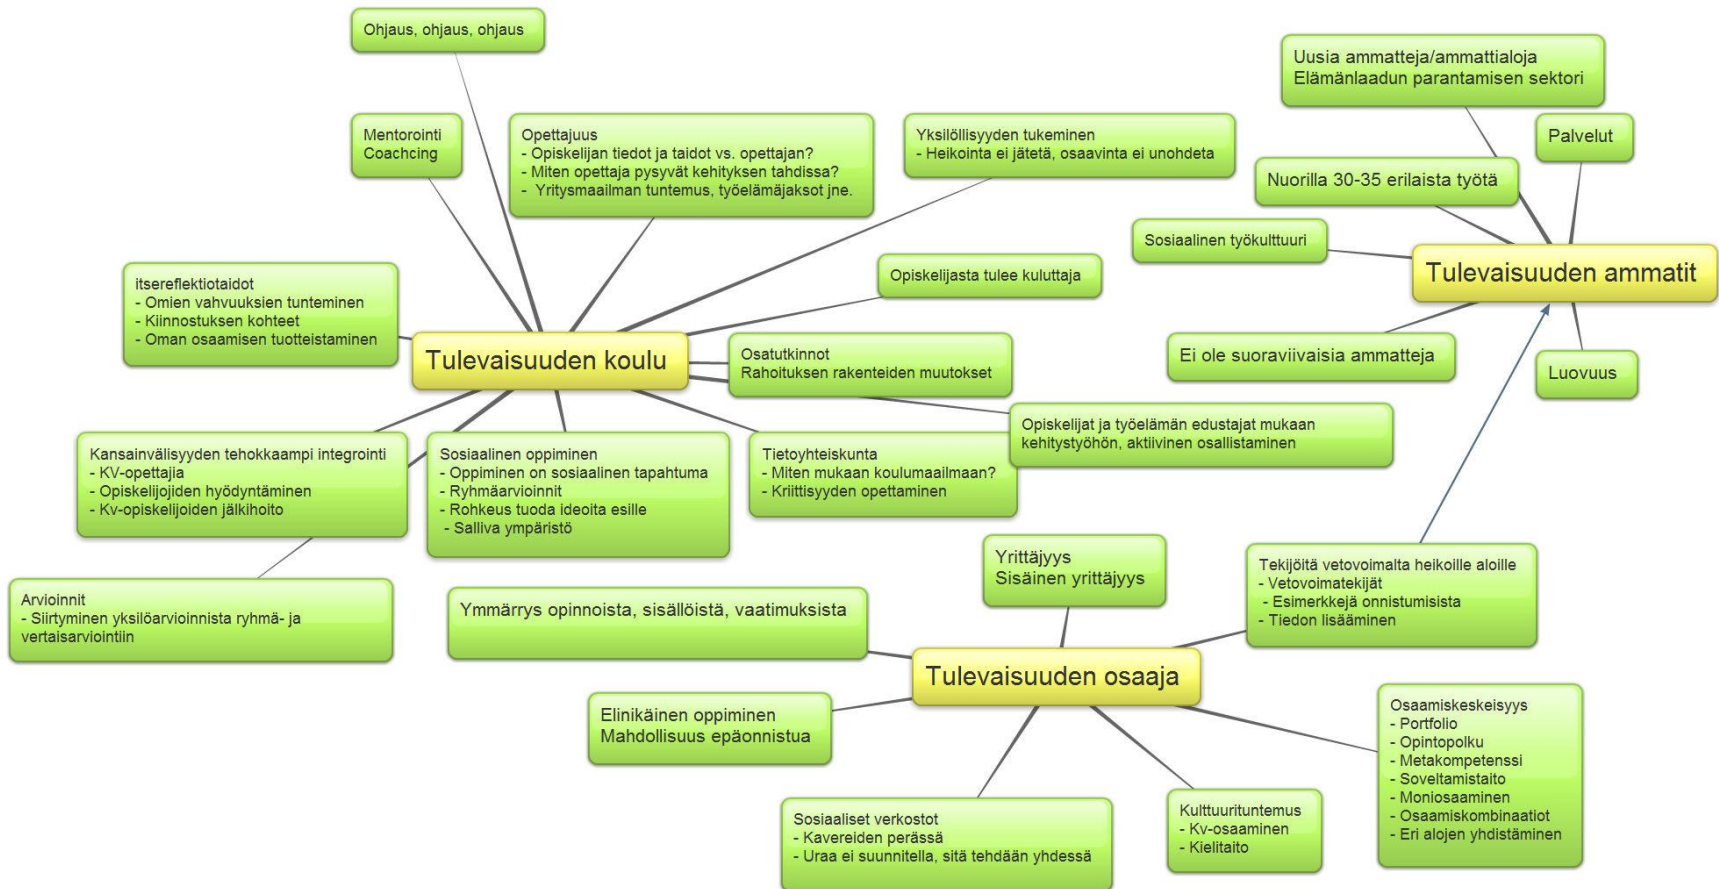 Ohjaus, ohjaus, ohjaus
Mentorointi
Coachcing
Opettajuus
- Opiskelijan tiedot ja taidot vs. opettajan?
- Miten opettaja pysyvät kehityksen tahdissa?
- Yritysmaailman tuntemus, työelämäjaksot jne.
Yksilöllisyyden tukeminen
- Heikointa ei jätetä, osaavinta ei unohdeta
itsereflektiotaidot
- Omien vahvuuksien tunteminen
- Kiinnostuksen kohteet
- Oman osaamisen tuotteistaminen
Opiskelijasta tulee kuluttaja
Tulevaisuuden koulu
Osatutkinnot
Rahoituksen rakenteiden muutokset
Opiskelijat ja työelämän edustajat mukaan
kehitystyöhön, aktiivinen osallistaminen
Kansainvälisyyden tehokkaampi integrointi
- KV-opettajia
- Opiskelijojiden hyödyntäminen
- Kv-opiskelijoiden jälkihoito
Sosiaalinen oppiminen
- Oppiminen on sosiaalinen tapahtuma
- Ryhmäarvioinnit
- Rohkeus tuoda ideoita esille
- Salliva ympäristö
Tietoyhteiskunta
- Miten mukaan koulumaailmaan?
- Kriittisyyden opettaminen
Arvioinnit
- Siirtyminen yksilöarvioinnista ryhmä- ja
vertaisarviointiin
Uusia ammatteja/ammattialoja
Elämänlaadun parantamisen sektori
Palvelut
Nuorilla 30-35 erilaista työtä
Sosiaalinen työkulttuuri
Tulevaisuuden ammatit
Ei ole suoraviivaisia ammatteja
Luovuus
Yrittäjyys
Sisäinen yrittäjyys
Tekijöitä vetovoimalta heikoille aloille
- Vetovoimatekijät
- Esimerkkejä onnistumisista
- Tiedon lisääminen
Ymmärrys opinnoista, sisällöistä, vaatimuksista
Tulevaisuuden osaaja
Elinikäinen oppiminen
Mahdollisuus epäonnistua
Osaamiskeskeisyys
- Portfolio
- Opintopolku
- Metakompetenssi
- Soveltamistaito
- Moniosaaminen
- Osaamiskombinaatiot
- Eri alojen yhdistäminen
Sosiaaliset verkostot
- Kavereiden perässä
- Uraa ei suunnitella, sitä tehdään yhdessä
Kulttuurituntemus
- Kv-osaaminen
- Kielitaito